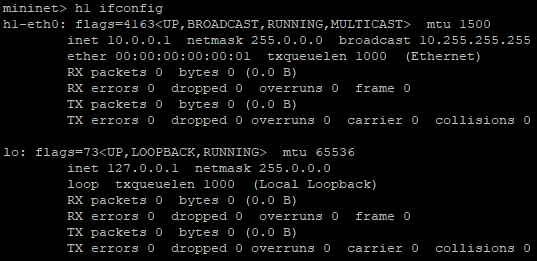 mininet> h1 ifconfig
h1-eth0: flags=4163<UP,BROADCAST,RUNNING,MULTICAST>  mtu 1500
        inet 10.0.0.1  netmask 255.0.0.0  broadcast 10.255.255.255
        ether 00:00:00:00:00:01  txqueuelen 1000  (Ethernet)
        RX packets 0  bytes 0 (0.0 B)
        RX errors 0  dropped 0  overruns 0  frame 0
        TX packets 0  bytes 0 (0.0 B)
        TX errors 0  dropped 0 overruns 0  carrier 0  collisions 0

lo: flags=73<UP,LOOPBACK,RUNNING>  mtu 65536
        inet 127.0.0.1  netmask 255.0.0.0
        loop  txqueuelen 1000  (Local Loopback)
        RX packets 0  bytes 0 (0.0 B)
        RX errors 0  dropped 0  overruns 0  frame 0
        TX packets 0  bytes 0 (0.0 B)
        TX errors 0  dropped 0 overruns 0  carrier 0  collisions 0